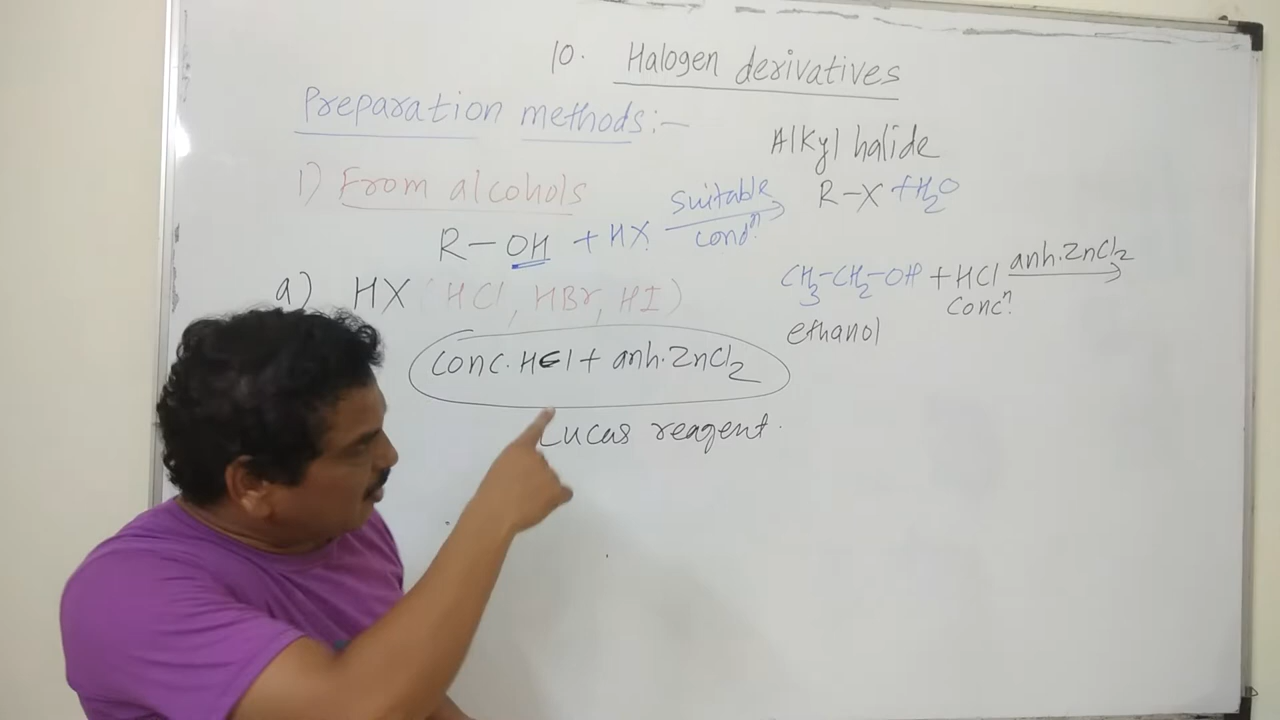 10. Halogen derivatives
Preparation methods:-
1) From alcohols
R-OH + HX suitable condⁿ. → Alkyl halide R-X + H₂O
a) HX (HCl, HBr, HI)
conc. HCl + anh. ZnCl₂
Lucas reagent.
CH₃-CH₂-OH + HCl anh. ZnCl₂ →
ethanol concⁿ.